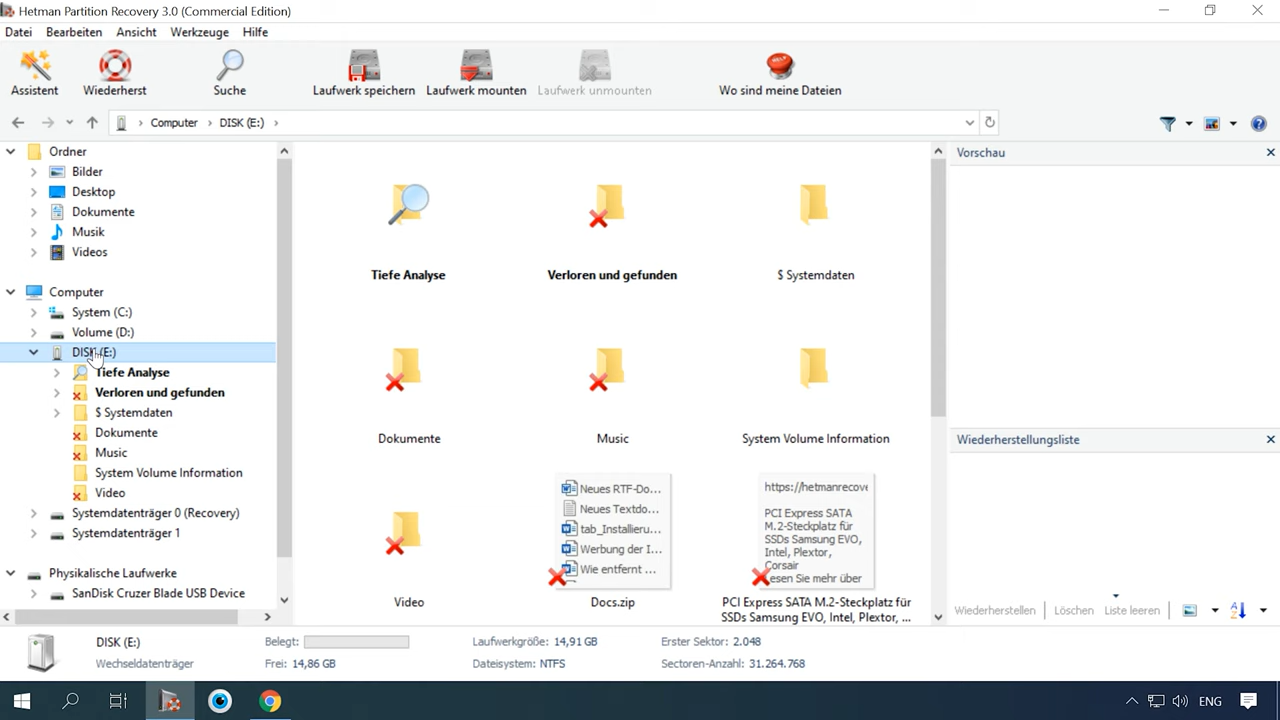 Hetman Partition Recovery 3.0 (Commercial Edition)
Datei Bearbeiten Ansicht Werkzeuge Hilfe
Assistent Wiederherst Suche Laufwerk speichern Laufwerk mounten Laufwerk unmounten Wo sind meine Dateien
Computer DISK (E:)
Ordner
Bilder
Desktop
Dokumente
Musik
Videos
Computer
System (C:)
Volume (D:)
DISK (E:)
Tiefe Analyse
Verloren und gefunden
$ Systemdaten
Dokumente
Music
System Volume Information
Video
Systemdatenträger 0 (Recovery)
Systemdatenträger 1
Physikalische Laufwerke
SanDisk Cruzer Blade USB Device
Tiefe Analyse Verloren und gefunden $ Systemdaten
Dokumente Music System Volume Information
Neues RTF-Do...
Neues Textdo...
tab_Installieru...
Werbung der I...
Wie entfernt ...
https://hetmanrecove
PCI Express SATA
M.2-Steckplatz für
SSDs Samsung EVO,
Intel, Plextor,
Corsair
esen Sie mehr über
Video Docs.zip PCI Express SATA M.2-Steckplatz für
SSDs Samsung EVO, Intel, Plextor, ...
Vorschau
Wiederherstellungsliste
Wiederherstellen Löschen Liste leeren
DISK (E:) Belegt: Laufwerkgröße: 14,91 GB Erster Sektor: 2.048
Wechseldatenträger Frei: 14,86 GB Dateisystem: NTFS Sectoren-Anzahl: 31.264.768
ENG